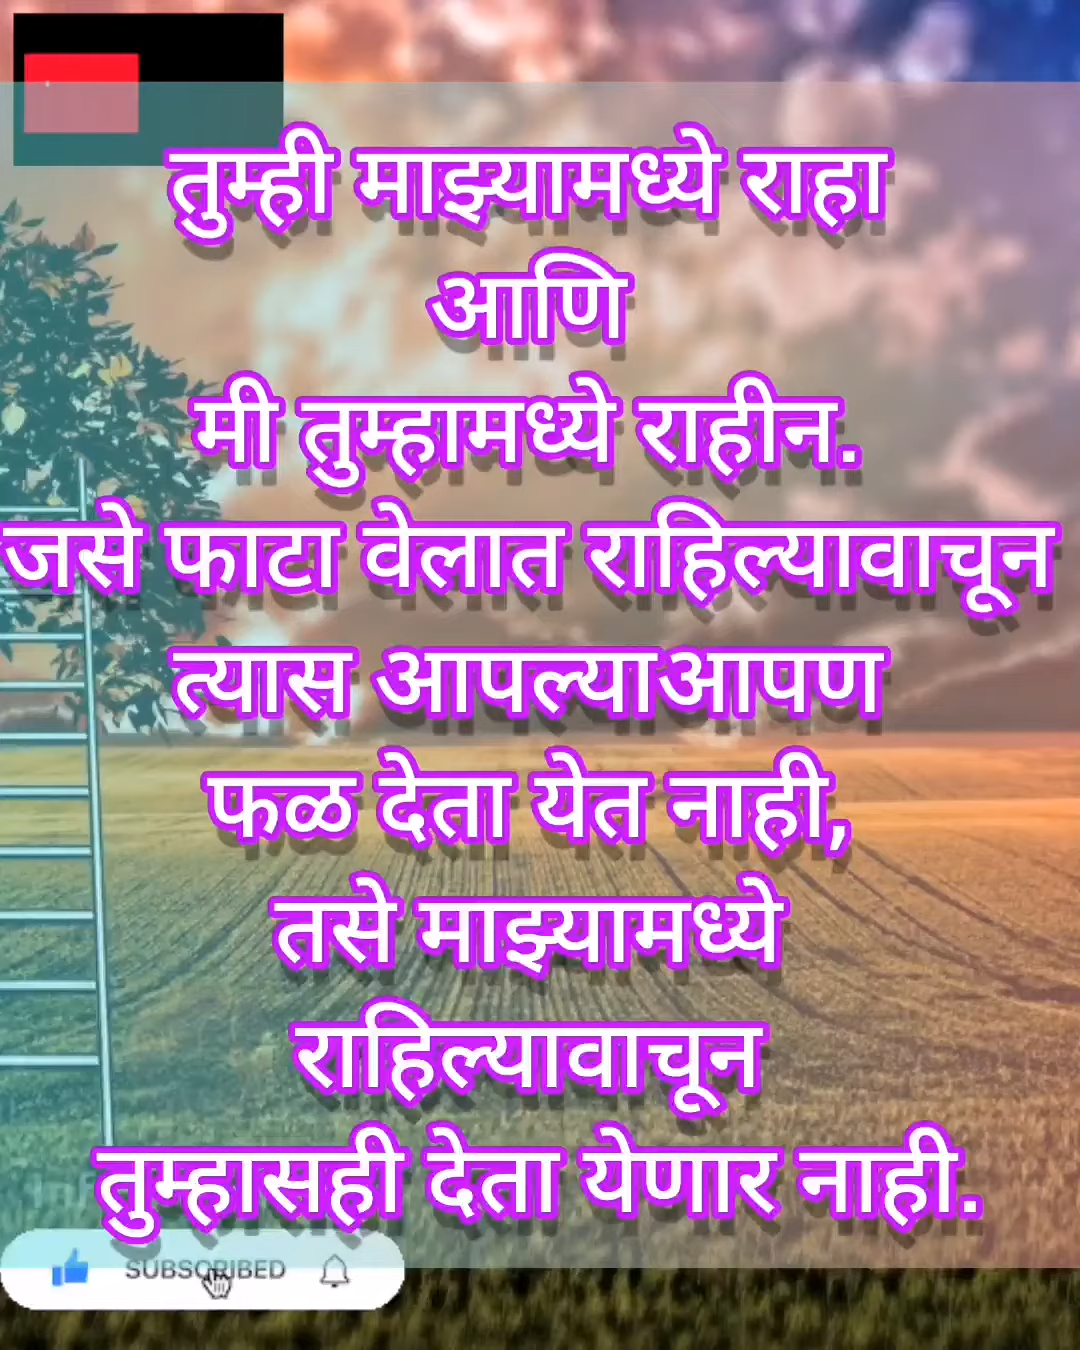 तुम्ही माझ्यामध्ये राहा
आणि
मी तुम्हामध्ये राहीन.
जसे फाटा वेलात राहिल्यावाचून
त्यास आपल्याआपण
फळ देता येत नाही,
तसे माझ्यामध्ये
राहिल्यावाचून
तुम्हासही देता येणार नाही.
SUBSCRIBED